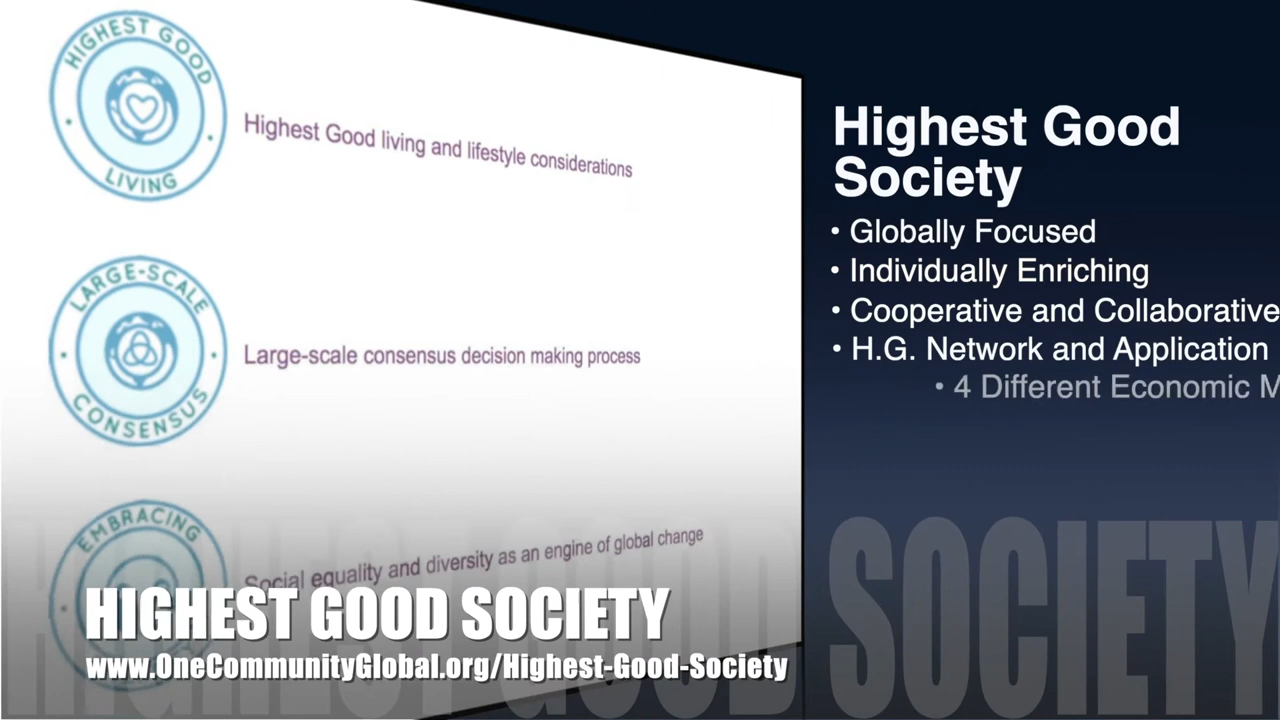 HIGHEST GOOD
LIVING
Highest Good living and lifestyle considerations
LARGE-SCALE
CONSENSUS
Large-scale consensus decision making process
EMBRACING
Social equality and diversity as an engine of global change
Highest Good
Society
• Globally Focused
• Individually Enriching
• Cooperative and Collaborative
• H.G. Network and Application
• 4 Different Economic M
HIGHEST GOOD SOCIETY
HIGHEST GOOD SOCIETY
www.OneCommunityGlobal.org/Highest-Good-Society